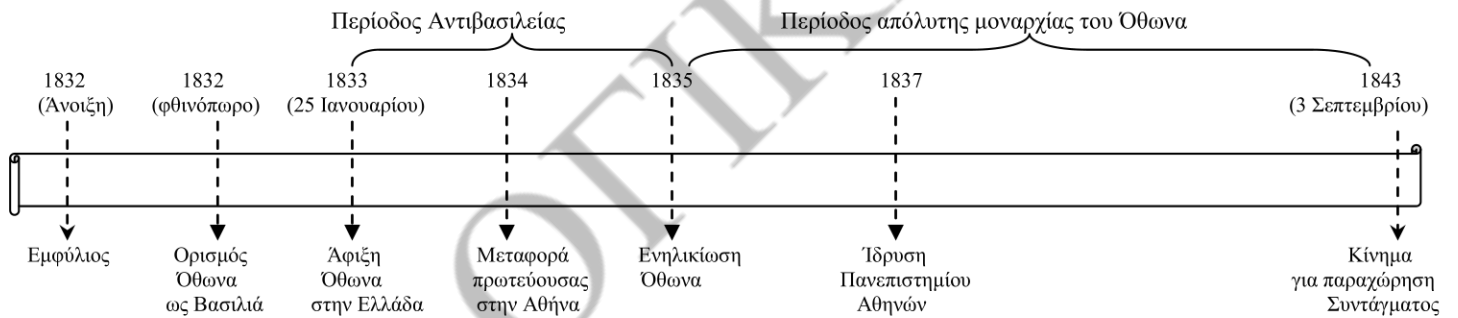 Περίοδος Αντιβασιλείας
Περίοδος απόλυτης μοναρχίας του Όθωνα
1832
(Άνοιξη)
1832
(φθινόπωρο)
1833
(25 Ιανουαρίου)
1834
1835
1837
1843
(3 Σεπτεμβρίου)
Εμφύλιος
Ορισμός
Όθωνα
ως Βασιλιά
Άφιξη
Όθωνα
στην Ελλάδα
Μεταφορά
πρωτεύουσας
στην Αθήνα
Ενηλικίωση
Όθωνα
Ίδρυση
Πανεπιστημίου
Αθηνών
Κίνημα
για παραχώρηση
Συντάγματος